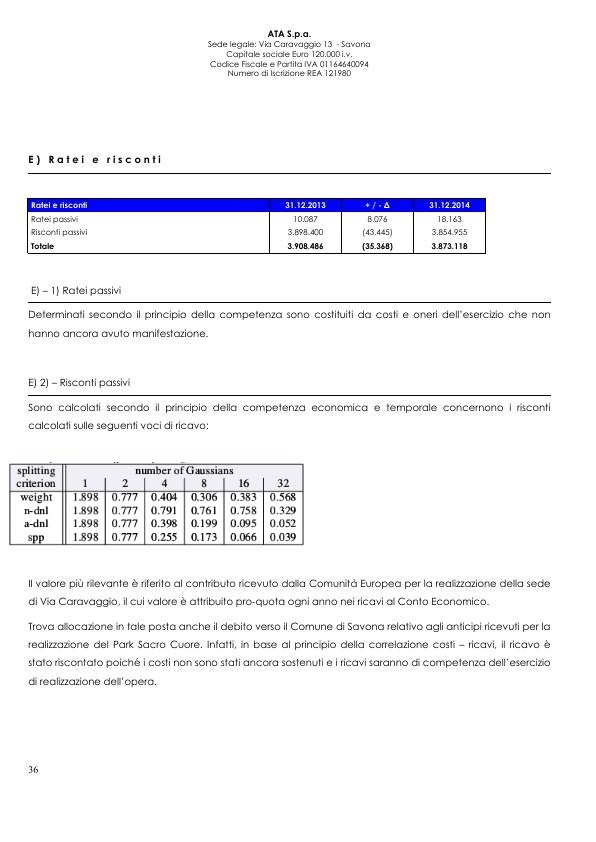 ATA S.p.a.
Sede legale: Via Caravaggio 13 - Savona
Capitale sociale Euro 120.000 i.v.
Codice Fiscale e Partita IVA 01164640094
Numero di Iscrizione REA 121980
E) Ratei e risconti
Ratei e risconti 31.12.2013 + / - Δ 31.12.2014
Ratei passivi 10.087 8.076 18.163
Risconti passivi 3.898.400 (43.445) 3.854.955
Totale 3.908.486 (35.368) 3.873.118
E) – 1) Ratei passivi
Determinati secondo il principio della competenza sono costituiti da costi e oneri dell'esercizio che non
hanno ancora avuto manifestazione.
E) 2) – Risconti passivi
Sono calcolati secondo il principio della competenza economica e temporale concernono i risconti
calcolati sulle seguenti voci di ricavo:
splitting number of Gaussians
criterion 1 2 4 8 16 32
weight 1.898 0.777 0.404 0.306 0.383 0.568
n-dnl 1.898 0.777 0.791 0.761 0.758 0.329
a-dnl 1.898 0.777 0.398 0.199 0.095 0.052
spp 1.898 0.777 0.255 0.173 0.066 0.039
Il valore più rilevante è riferito al contributo ricevuto dalla Comunità Europea per la realizzazione della sede
di Via Caravaggio, il cui valore è attribuito pro-quota ogni anno nei ricavi al Conto Economico.
Trova allocazione in tale posta anche il debito verso il Comune di Savona relativo agli anticipi ricevuti per la
realizzazione del Park Sacro Cuore. Infatti, in base al principio della correlazione costi – ricavi, il ricavo è
stato riscontato poiché i costi non sono stati ancora sostenuti e i ricavi saranno di competenza dell'esercizio
di realizzazione dell'opera.
36